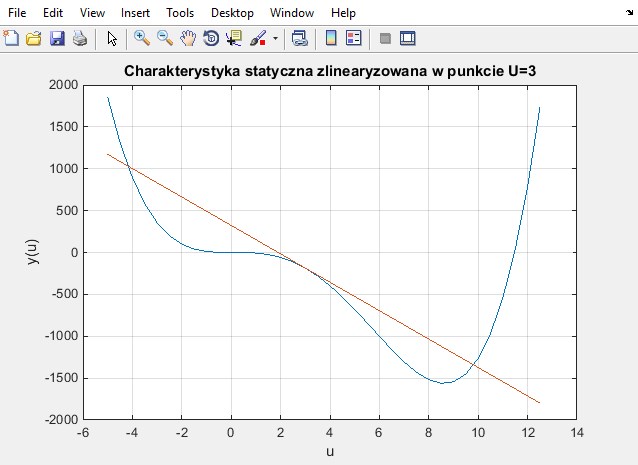 File Edit View Insert Tools Desktop Window Help
Charakterystyka statyczna zlinearyzowana w punkcie U=3
2000
1500
1000
500
0
-500
-1000
-1500
-2000
y(u)
-6 -4 -2 0 2 4 6 8 10 12 14
u